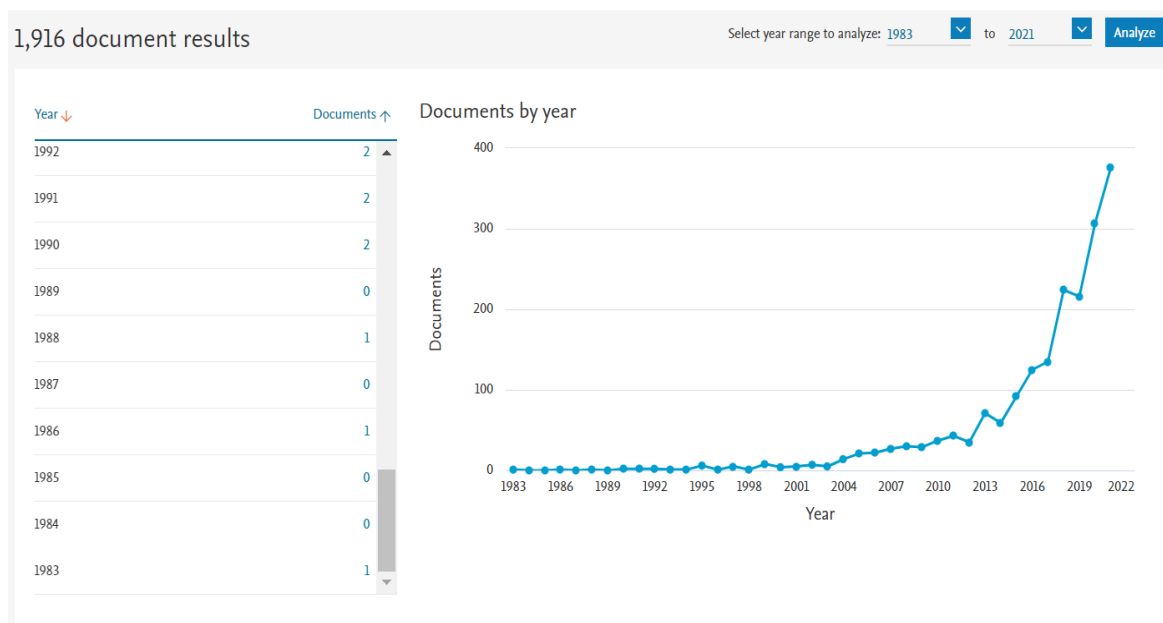 1,916 document results
Select year range to analyze: 1983 to 2021 Analyze
Year Documents
1992 2
1991 2
1990 2
1989 0
1988 1
1987 0
1986 1
1985 0
1984 0
1983 1
Documents by year
400
300
200
100
0
Documents
1983 1986 1989 1992 1995 1998 2001 2004 2007 2010 2013 2016 2019 2022
Year